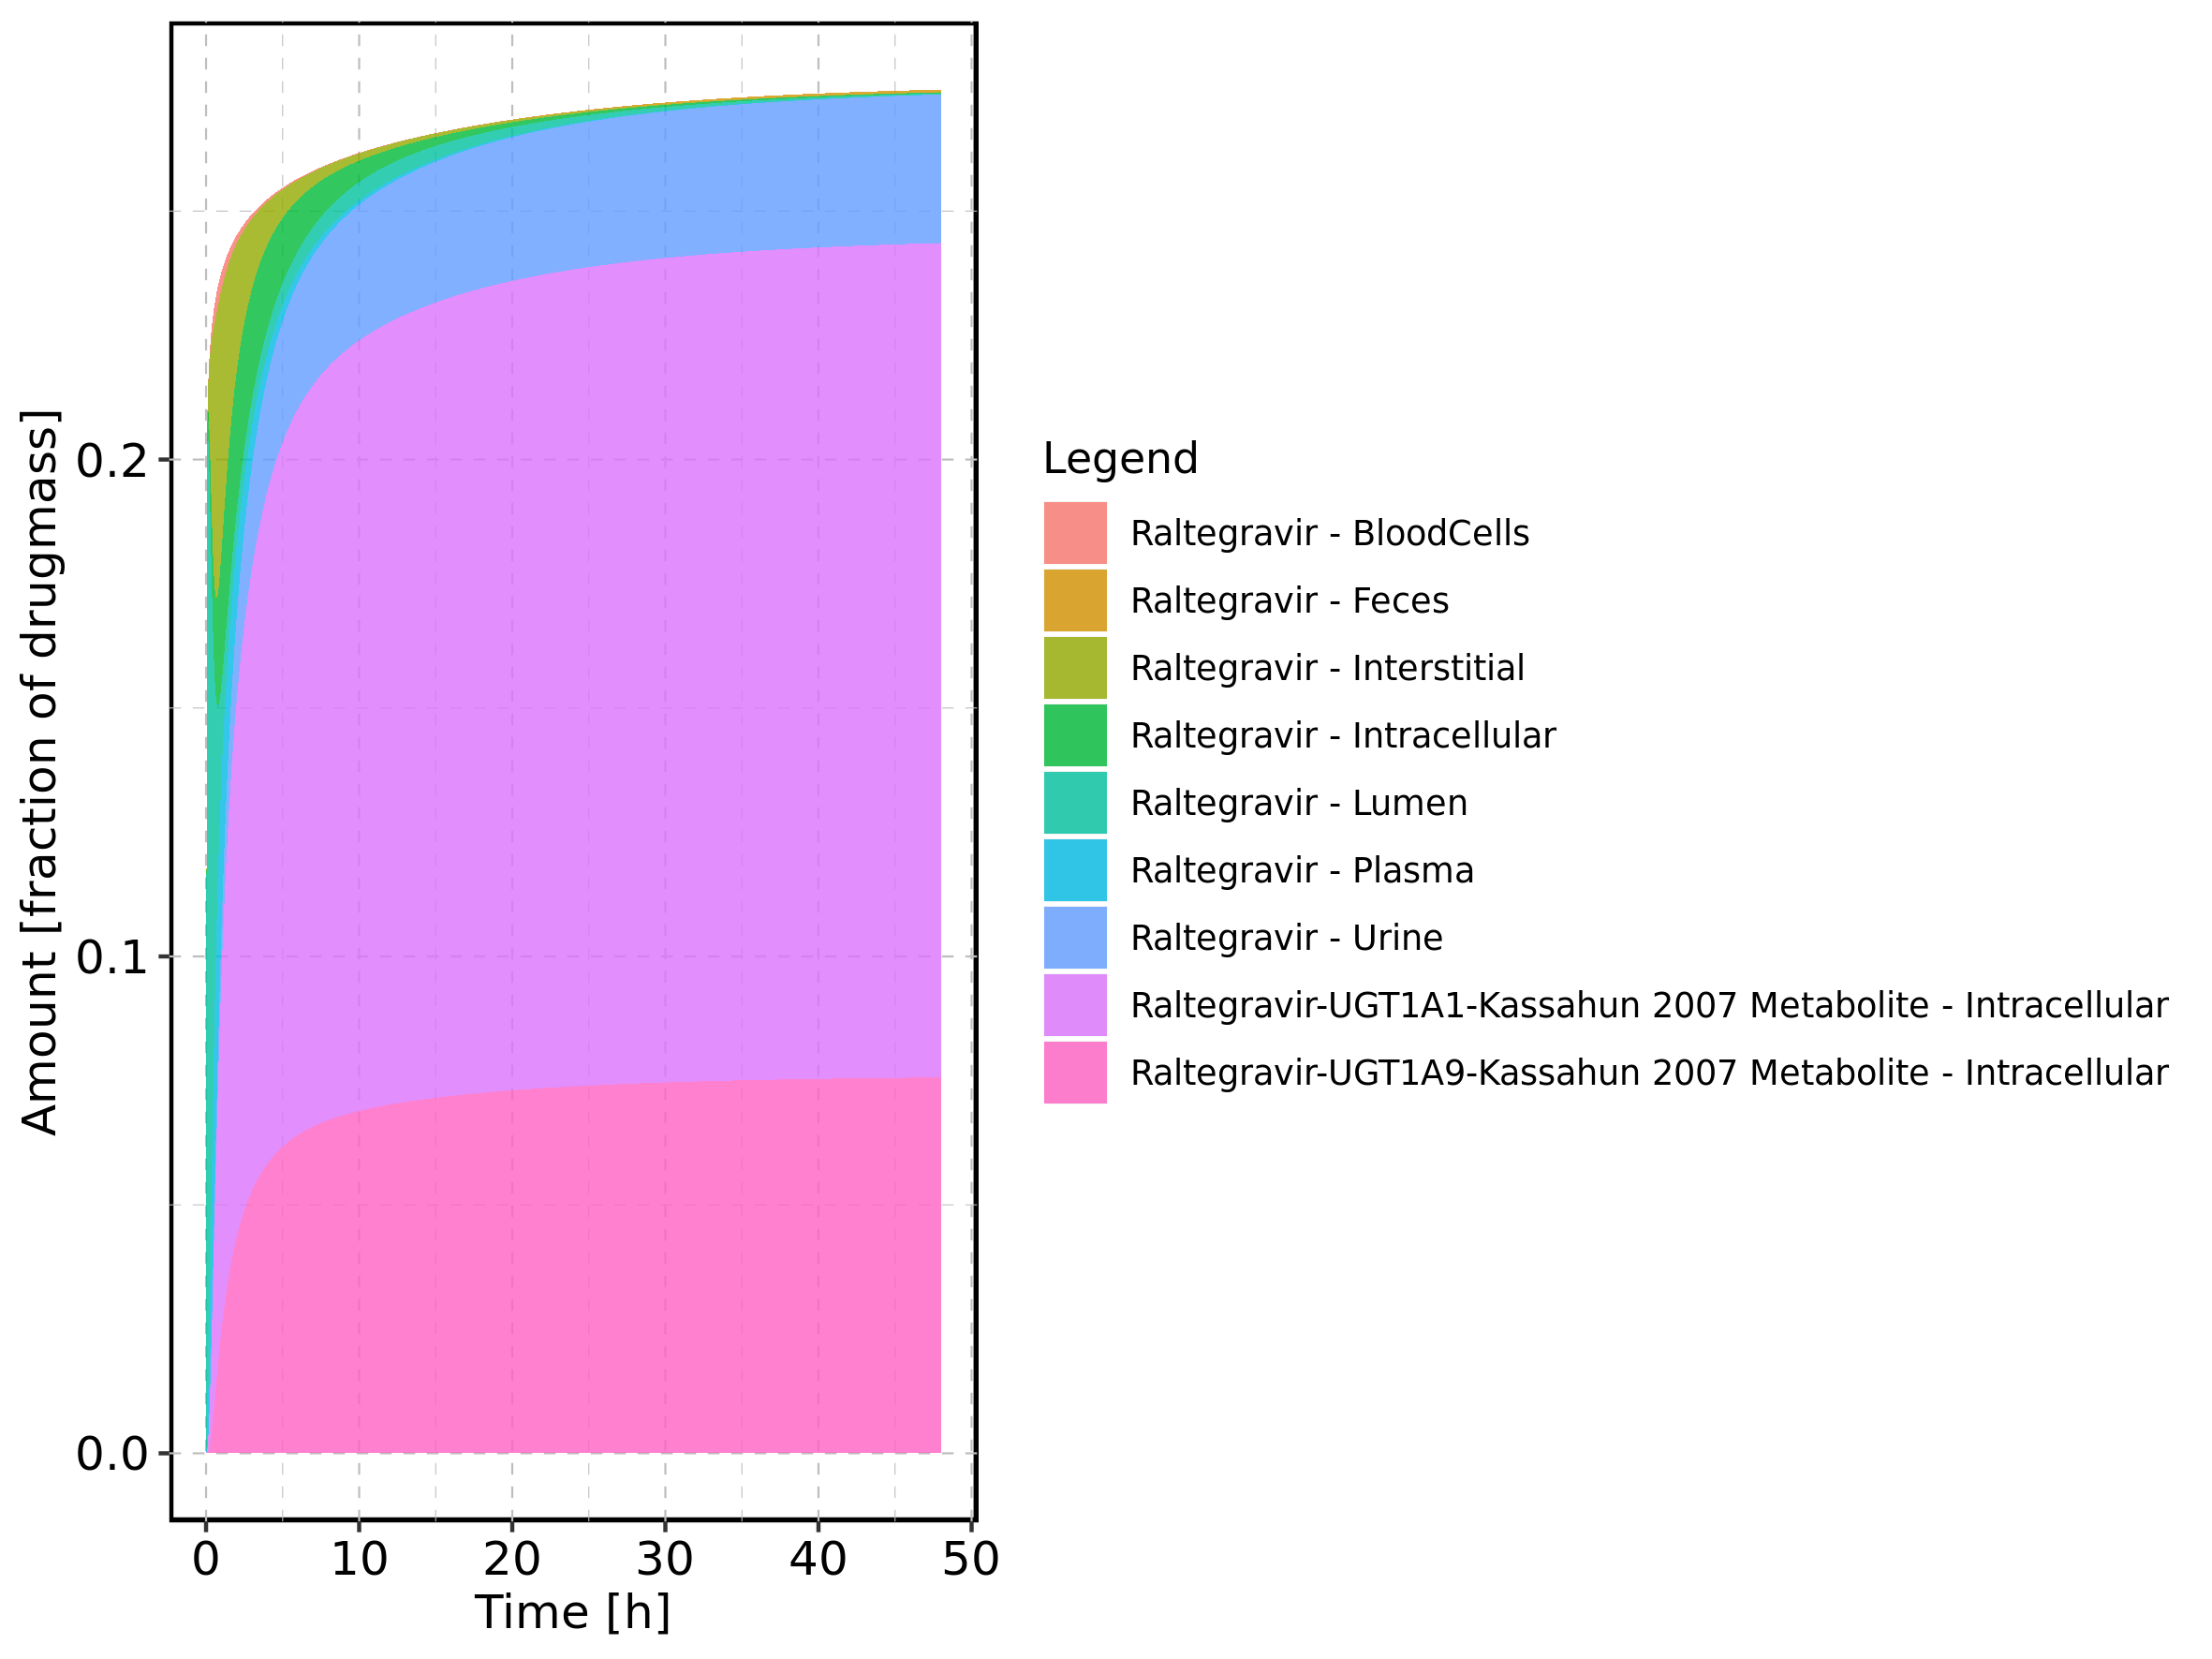 Amount [fraction of drugmass]
0.2
0.1
0.0
0 10 20 30 40 50
Time [h]
Legend
Raltegravir - BloodCells
Raltegravir - Feces
Raltegravir - Interstitial
Raltegravir - Intracellular
Raltegravir - Lumen
Raltegravir - Plasma
Raltegravir - Urine
Raltegravir-UGT1A1-Kassahun 2007 Metabolite - Intracellular
Raltegravir-UGT1A9-Kassahun 2007 Metabolite - Intracellular